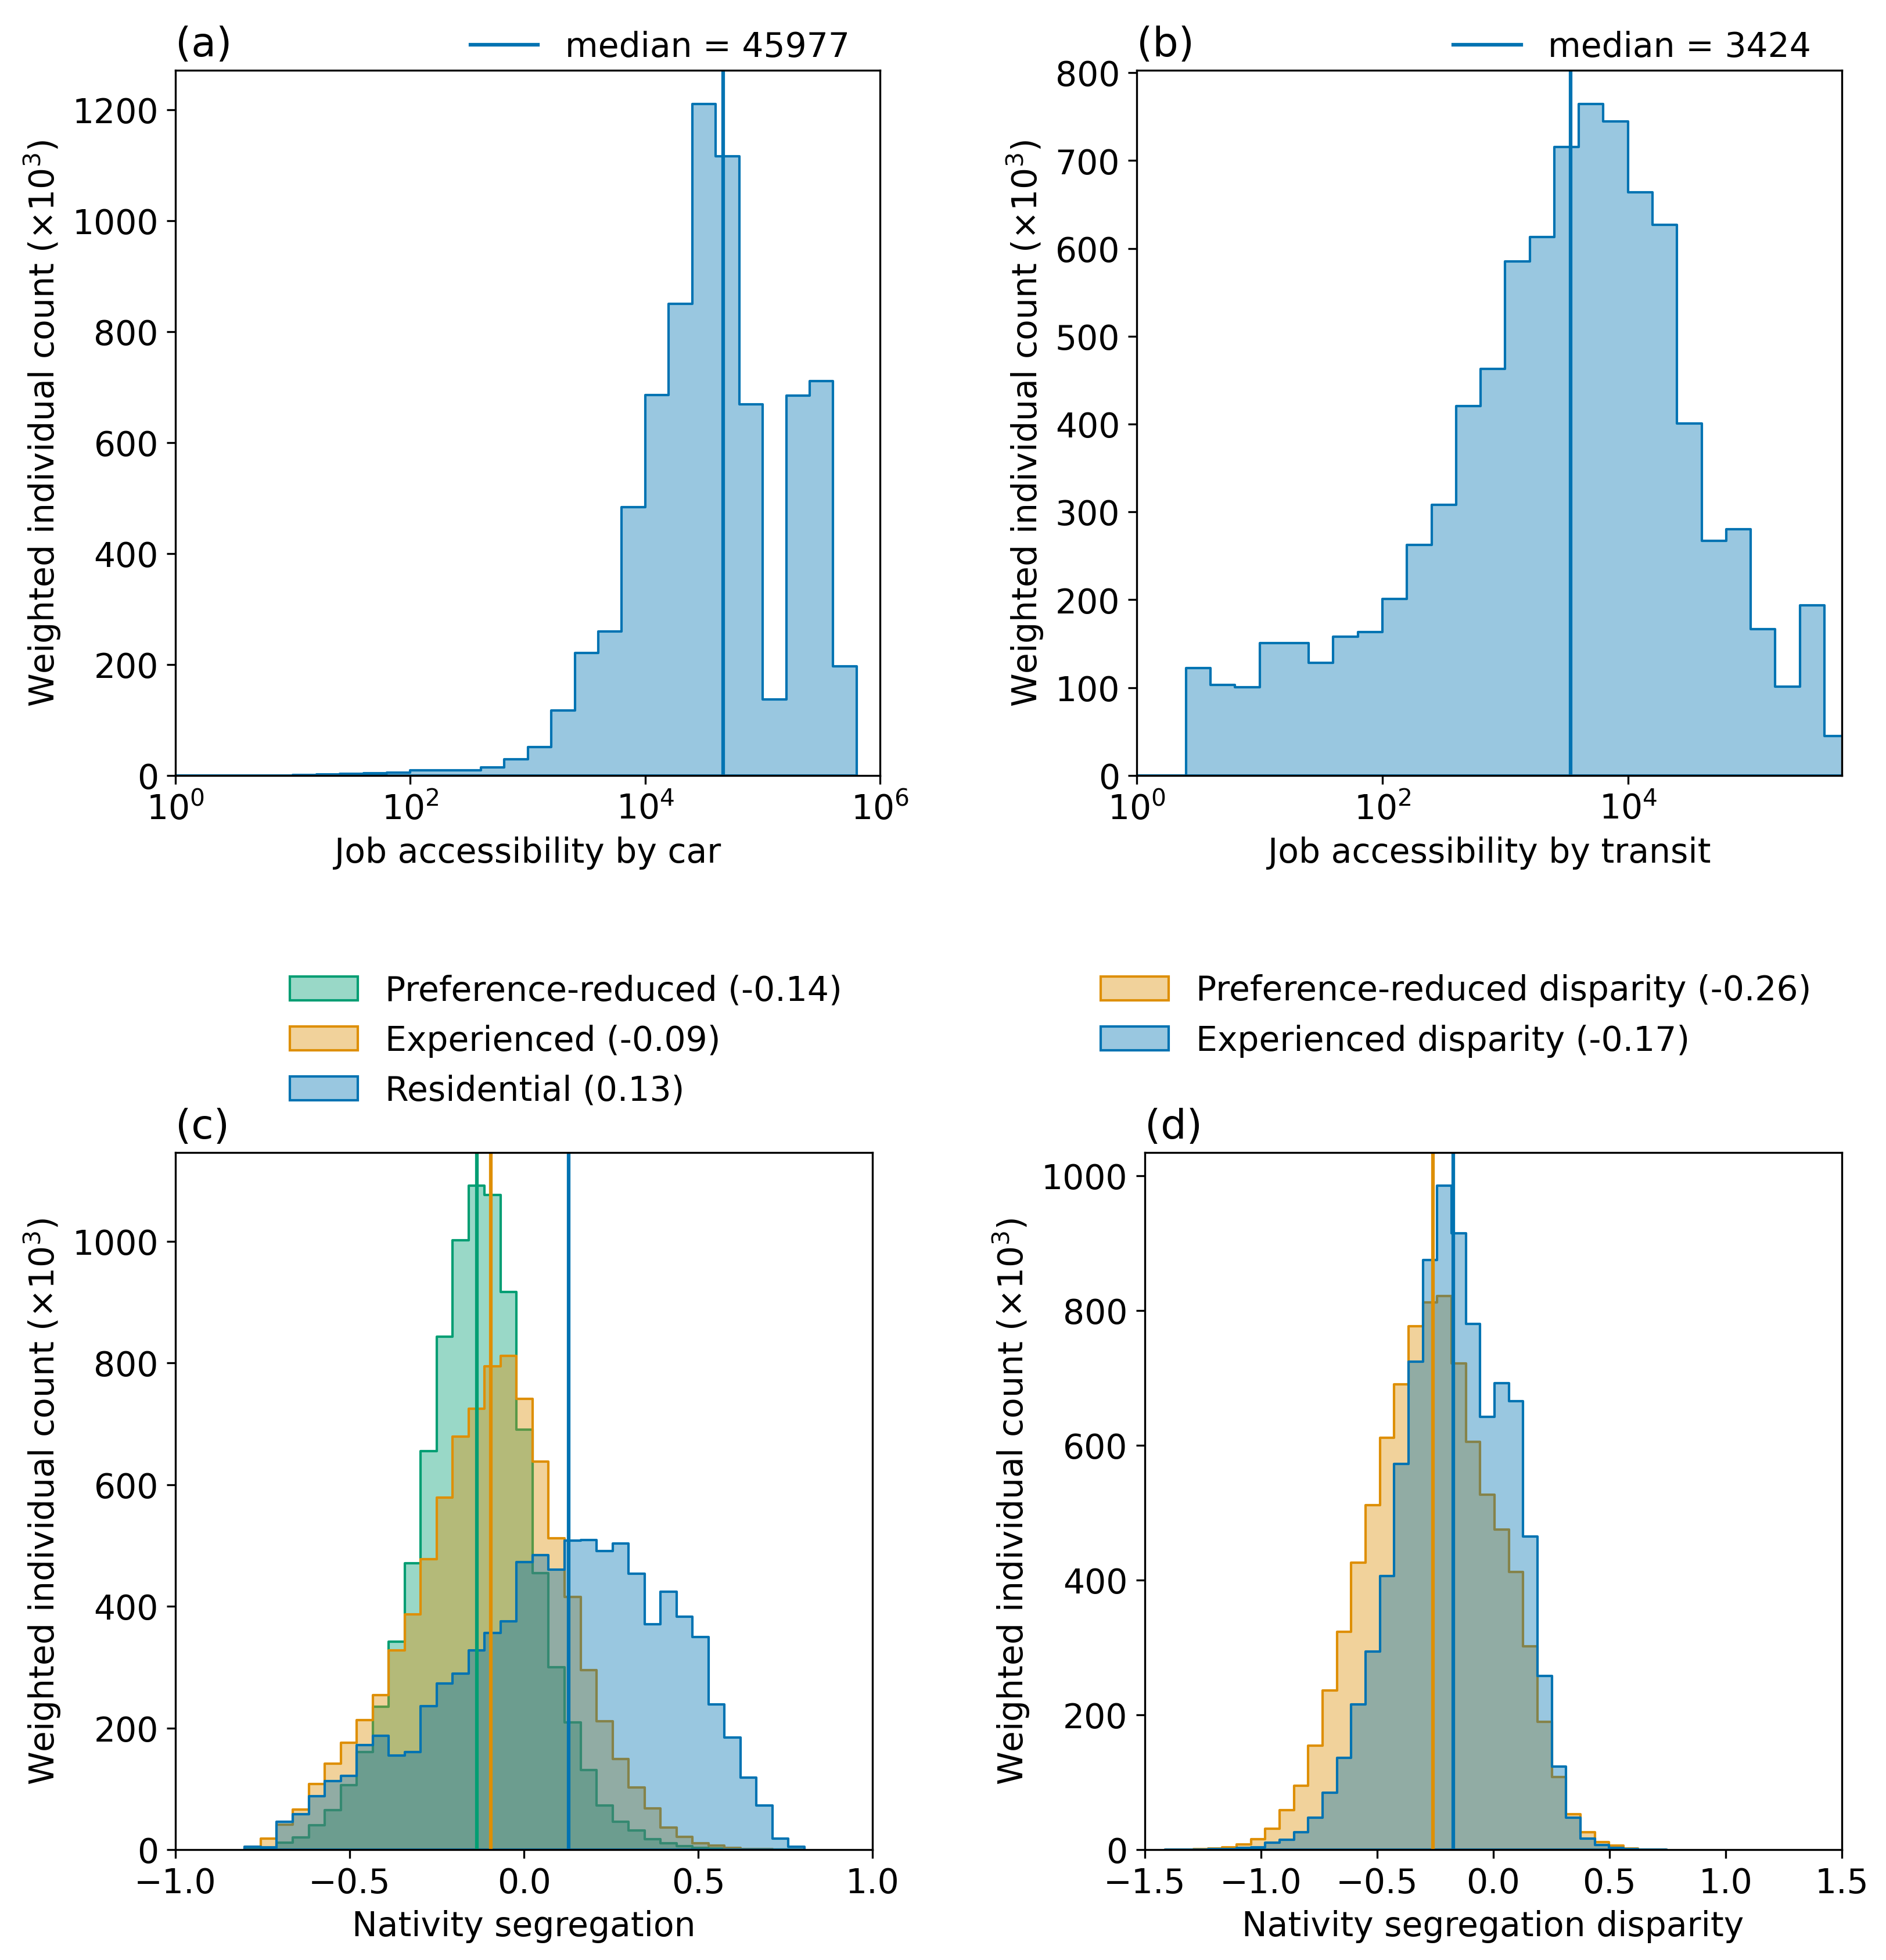 (a)
median = 45977
Weighted individual count (×10³)
1200
1000
800
600
400
200
0
10⁰
10²
10⁴
10⁶
Job accessibility by car
(b)
median = 3424
Weighted individual count (×10³)
800
700
600
500
400
300
200
100
0
10⁰
10²
10⁴
Job accessibility by transit
Preference-reduced (-0.14)
Experienced (-0.09)
Residential (0.13)
(c)
Weighted individual count (×10³)
1000
800
600
400
200
0
−1.0
−0.5
0.0
0.5
1.0
Nativity segregation
Preference-reduced disparity (-0.26)
Experienced disparity (-0.17)
(d)
Weighted individual count (×10³)
1000
800
600
400
200
0
−1.5
−1.0
−0.5
0.0
0.5
1.0
1.5
Nativity segregation disparity